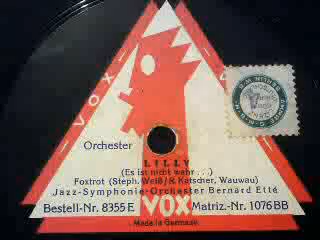 VOX
VOX
Orchester
LILLY
(Es ist nicht wahr...)
Foxtrot (Steph. Weiß/R. Katscher, Wauwau)
Jazz-Symphonie-Orchester Bernard Etté
Bestell-Nr. 8355 E VOX Matriz.-Nr. 1076 BB
Made in Germany